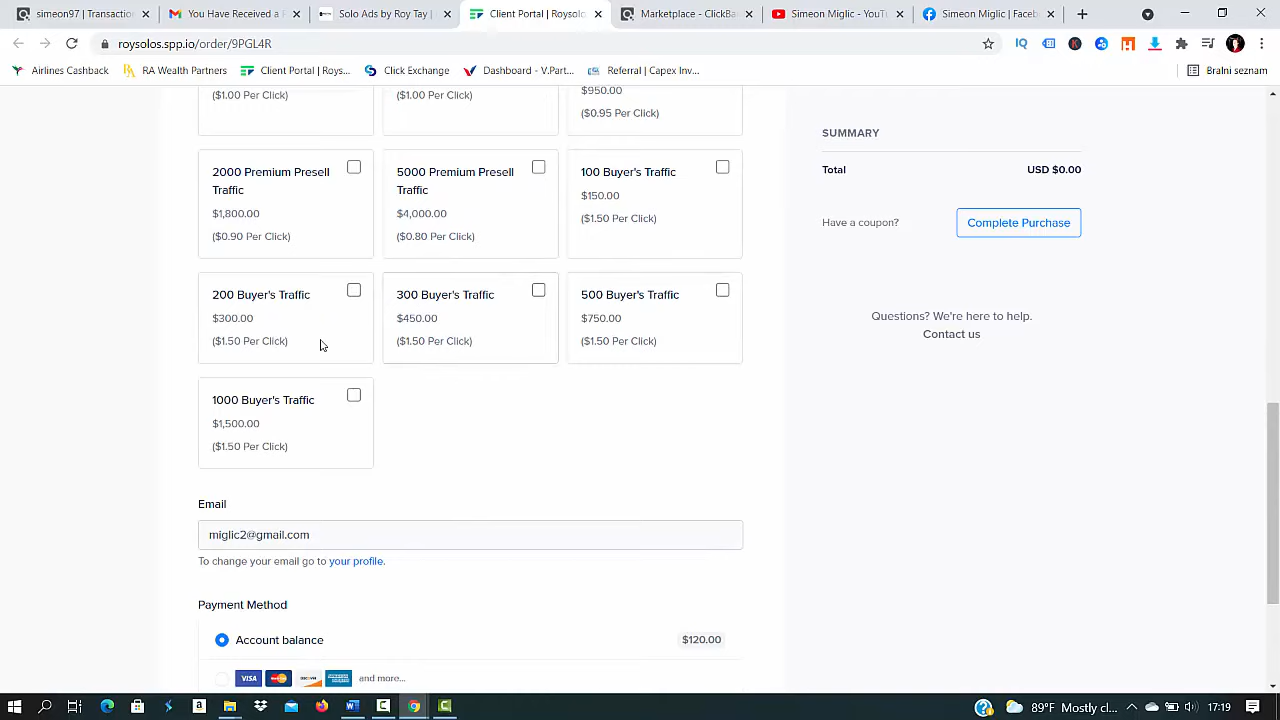 simeon97 | Transaction
You Have Received a P
Solo Ads by Roy Tay |
Client Portal | Roysolo
Marketplace - ClickBa
Simeon Miglic - YouTu
Simeon Miglic | Faceb
roysolos.spp.io/order/9PGL4R
Airlines Cashback
RA Wealth Partners
Client Portal | Roys...
Click Exchange
Dashboard - V.Part...
Referral | Capex Inv...
Bralni seznam
($1.00 Per Click)
($1.00 Per Click)
$950.00
($0.95 Per Click)
SUMMARY
Total USD $0.00
Have a coupon? Complete Purchase
Questions? We're here to help.
Contact us
2000 Premium Presell
Traffic
$1,800.00
($0.90 Per Click)
5000 Premium Presell
Traffic
$4,000.00
($0.80 Per Click)
100 Buyer's Traffic
$150.00
($1.50 Per Click)
200 Buyer's Traffic
$300.00
($1.50 Per Click)
300 Buyer's Traffic
$450.00
($1.50 Per Click)
500 Buyer's Traffic
$750.00
($1.50 Per Click)
1000 Buyer's Traffic
$1,500.00
($1.50 Per Click)
Email
miglic2@gmail.com
To change your email go to your profile.
Payment Method
Account balance $120.00
VISA and more...
89°F Mostly cl...
17:19